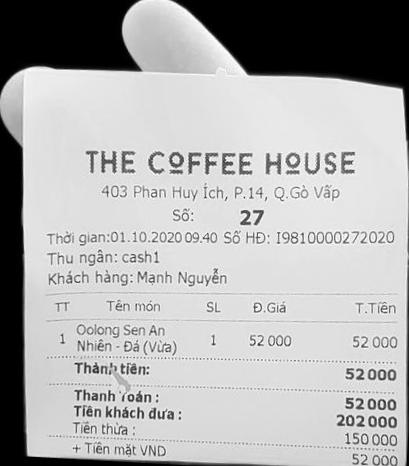 THE COFFEE HOUSE
403 Phan Huy Ích, P.14, Q.Gò Vấp
Số: 27
Thời gian:01.10.2020 09.40 Số HĐ: I9810000272020
Thu ngân: cash1
Khách hàng: Mạnh Nguyễn
TT Tên món SL Đ.Giá T.Tiền
1 Oolong Sen An Nhiên - Đá (Vừa) 1 52 000 52 000
Thành tiền: 52 000
Thanh Toán : 52 000
Tiền khách đưa : 202 000
Tiền thừa : 150 000
+ Tiền mặt VND 52 000